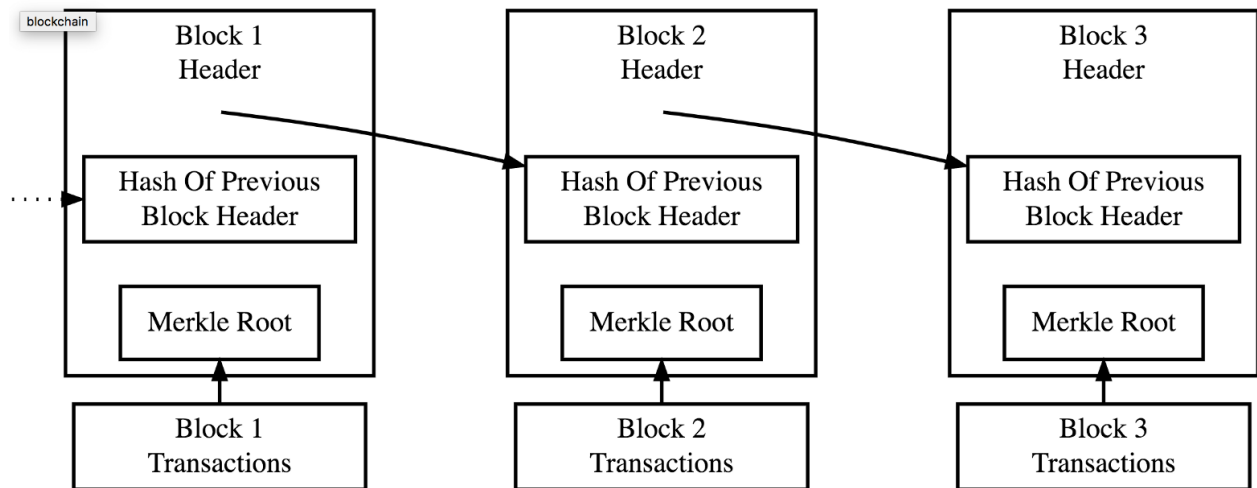 blockchain
Block 1
Header
Hash Of Previous
Block Header
Merkle Root
Block 1
Transactions
Block 2
Header
Hash Of Previous
Block Header
Merkle Root
Block 2
Transactions
Block 3
Header
Hash Of Previous
Block Header
Merkle Root
Block 3
Transactions